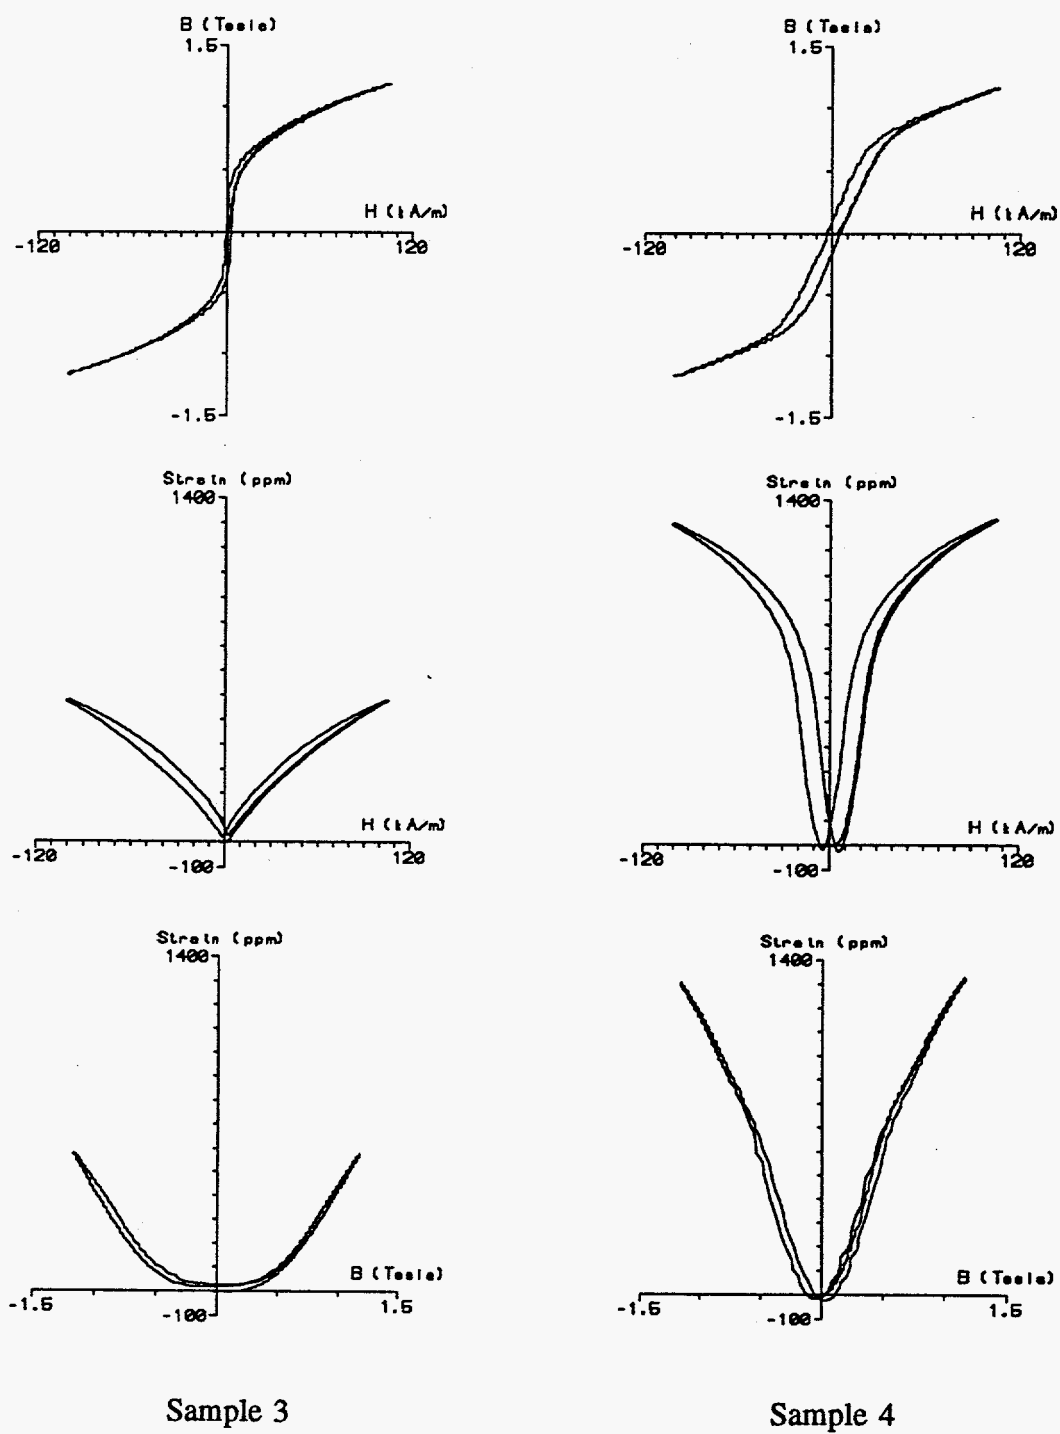 B (Tesla) B (Tesla)
1.5 1.5
H (kA/m) H (kA/m)
-120 120 -120 120
-1.5 -1.5
Strain (ppm) Strain (ppm)
1400 1400
H (kA/m) H (kA/m)
-120 120 -120 120
-100 -100
Strain (ppm) Strain (ppm)
1400 1400
B (Tesla) B (Tesla)
-1.5 1.5 -1.5 1.5
-100 -100
Sample 3 Sample 4